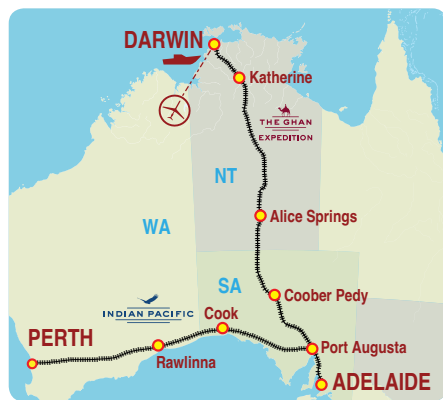 DARWIN
Katherine
THE GHAN
EXPEDITION
NT
Alice Springs
WA
SA
Coober Pedy
INDIAN PACIFIC
Cook
PERTH
Port Augusta
Rawlinna
ADELAIDE